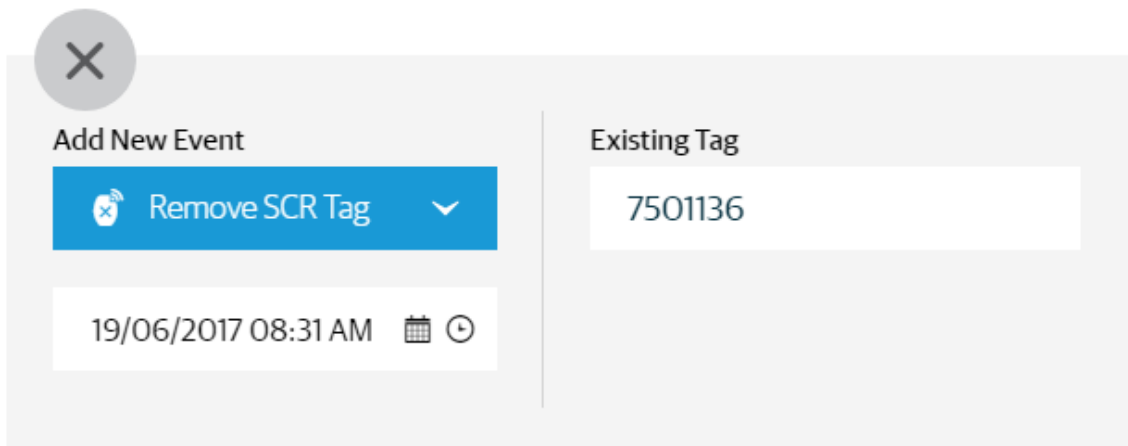 Add New Event
Remove SCR Tag
19/06/2017 08:31 AM
Existing Tag
7501136